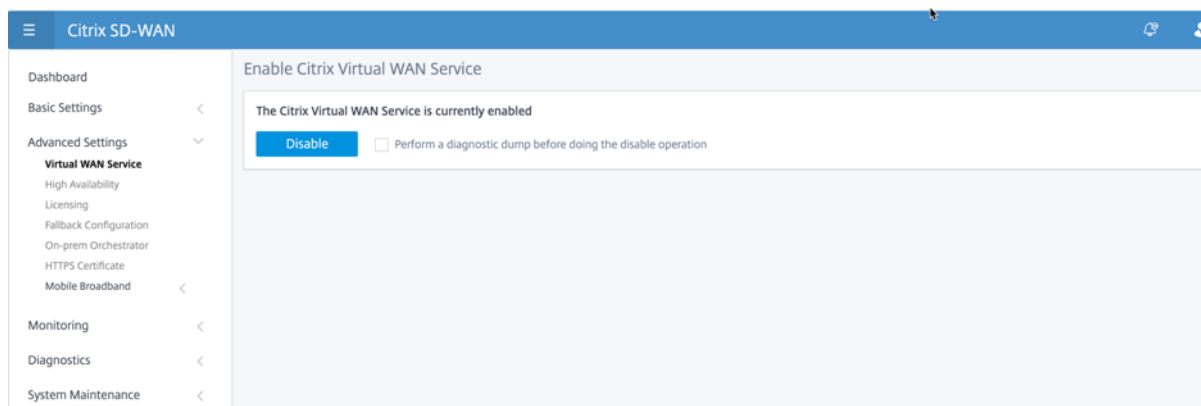 Citrix SD-WAN
Dashboard
Basic Settings
Advanced Settings
Virtual WAN Service
High Availability
Licensing
Fallback Configuration
On-prem Orchestrator
HTTPS Certificate
Mobile Broadband
Monitoring
Diagnostics
System Maintenance
Enable Citrix Virtual WAN Service
The Citrix Virtual WAN Service is currently enabled
Disable
Perform a diagnostic dump before doing the disable operation